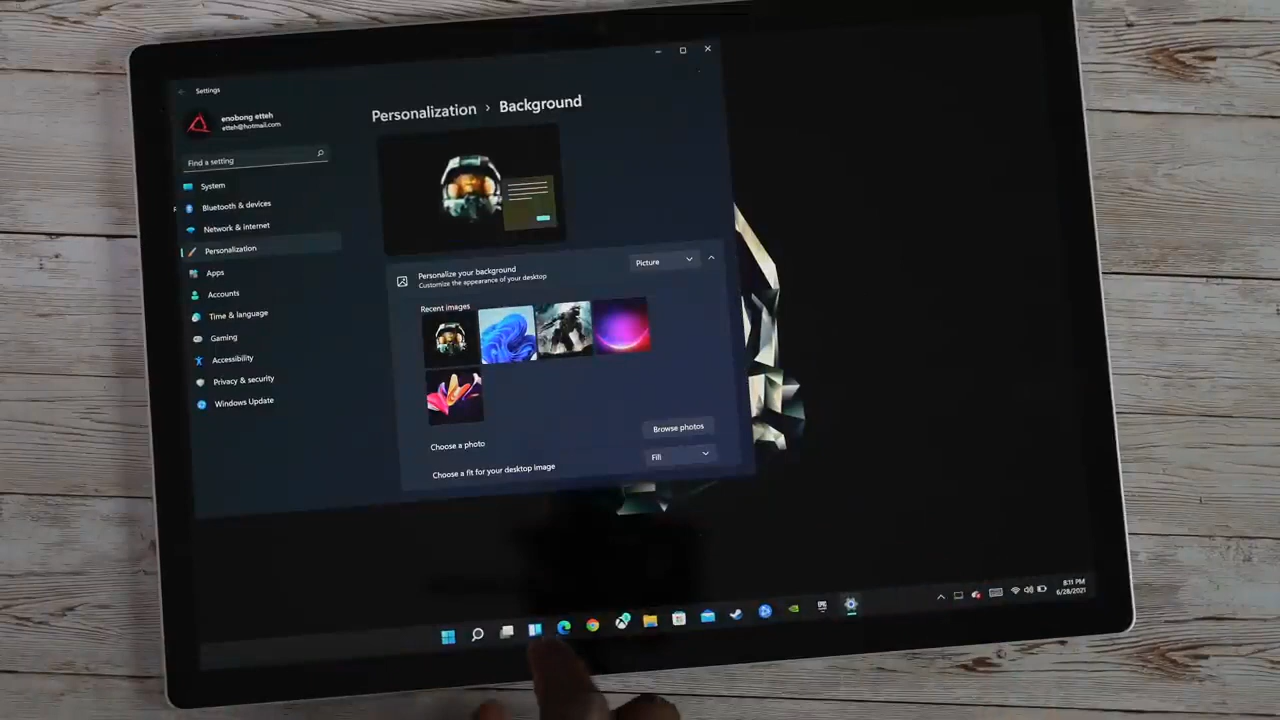 Settings
enobong etteh
etteh@hotmail.com
Find a setting
System
Bluetooth & devices
Network & internet
Personalization
Apps
Accounts
Time & language
Gaming
Accessibility
Privacy & security
Windows Update
Personalization > Background
Personalize your background
Customize the appearance of your desktop
Picture
Recent images
Choose a photo
Browse photos
Choose a fit for your desktop image
Fill
8:11 PM
6/28/2021